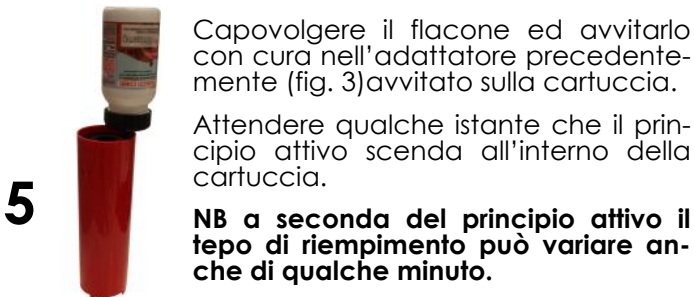 Capovolgere il flacone ed avvitarlo
con cura nell’adattatore precedente-
mente (fig. 3)avvitato sulla cartuccia.
Attendere qualche istante che il prin-
cipio attivo scenda all’interno della
cartuccia.
5
NB a seconda del principio attivo il
tepo di riempimento può variare an-
che di qualche minuto.